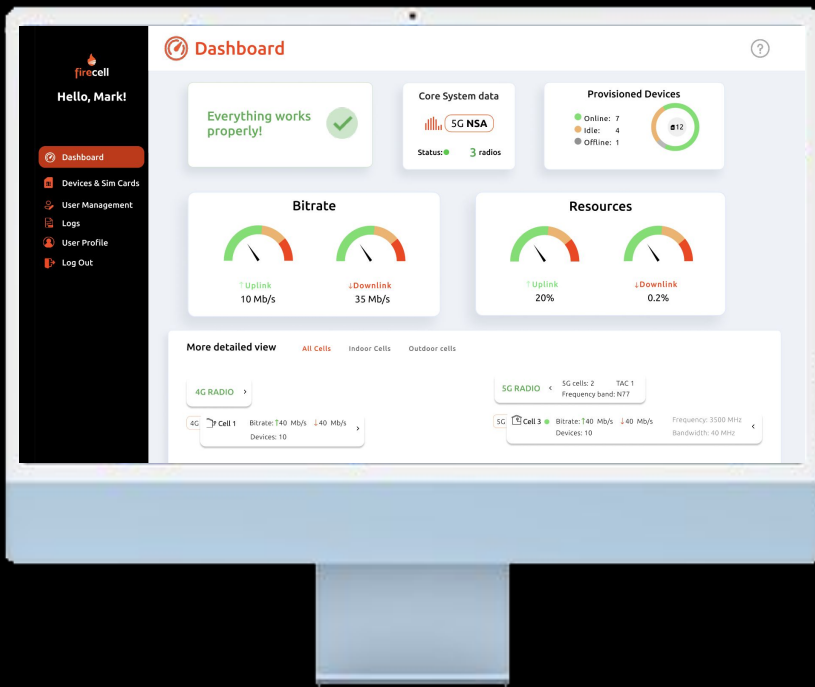 firecell
Hello, Mark!
Dashboard
Devices & Sim Cards
User Management
Logs
User Profile
Log Out
Dashboard
?
Everything works
properly!
Core System data
5G NSA
Status: 3 radios
Provisioned Devices
Online: 7
Idle: 4
Offline: 1
12
Bitrate
↑Uplink
10 Mb/s
↓Downlink
35 Mb/s
Resources
↑Uplink
20%
↓Downlink
0.2%
More detailed view
All Cells
Indoor Cells
Outdoor cells
4G RADIO ›
4G
Cell 1
Bitrate: ↑40 Mb/s ↓40 Mb/s ›
Devices: 10
5G RADIO ‹
5G cells: 2 TAC 1
Frequency band: N77
5G
Cell 3
Bitrate: ↑40 Mb/s ↓40 Mb/s
Devices: 10
Frequency: 3500 MHz ‹
Bandwidth: 40 MHz